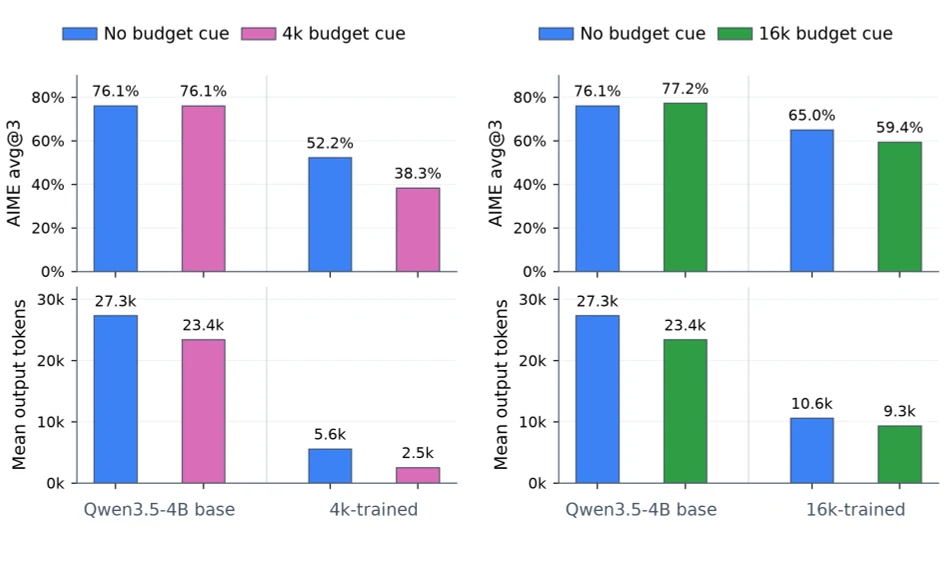 No budget cue 4k budget cue
AIME avg@3
80%
60%
40%
20%
0%
76.1% 76.1% 52.2% 38.3%
Mean output tokens
30k
20k
10k
0k
27.3k 23.4k 5.6k 2.5k
Qwen3.5-4B base 4k-trained
No budget cue 16k budget cue
AIME avg@3
80%
60%
40%
20%
0%
76.1% 77.2% 65.0% 59.4%
Mean output tokens
30k
20k
10k
0k
27.3k 23.4k 10.6k 9.3k
Qwen3.5-4B base 16k-trained